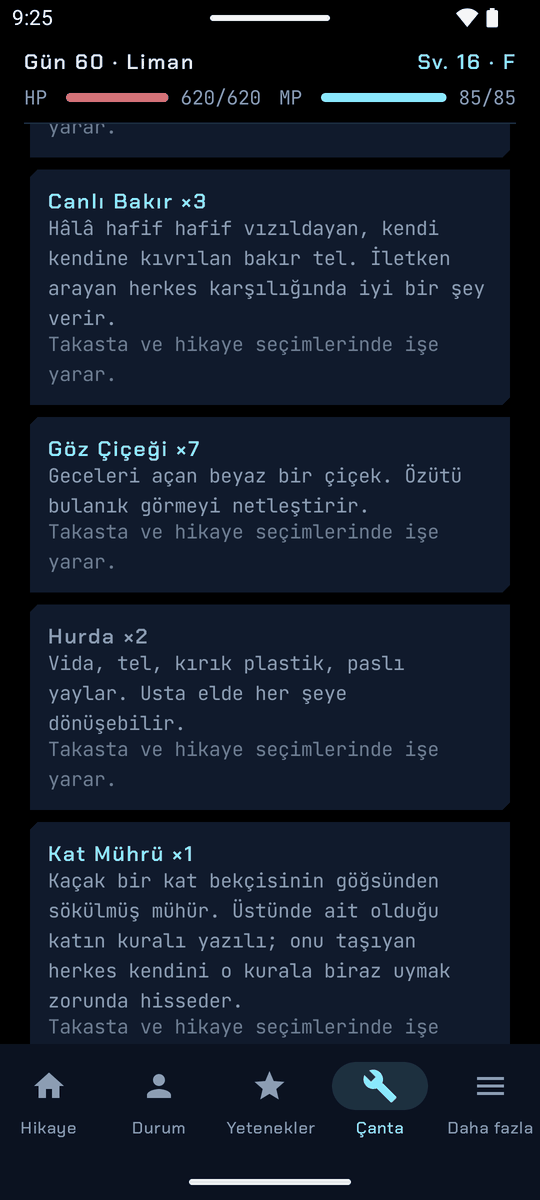 9:25
Gün 60 · Liman
Sv. 16 · F
HP 620/620 MP 85/85
yarar.
Canlı Bakır ×3
Hâlâ hafif hafif vızıldayan, kendi
kendine kıvrılan bakır tel. İletken
arayan herkes karşılığında iyi bir şey
verir.
Takasta ve hikaye seçimlerinde işe
yarar.
Göz Çiçeği ×7
Geceleri açan beyaz bir çiçek. Özütü
bulanık görmeyi netleştirir.
Takasta ve hikaye seçimlerinde işe
yarar.
Hurda ×2
Vida, tel, kırık plastik, paslı
yaylar. Usta elde her şeye
dönüşebilir.
Takasta ve hikaye seçimlerinde işe
yarar.
Kat Mührü ×1
Kaçak bir kat bekçisinin göğsünden
sökülmüş mühür. Üstünde ait olduğu
katın kuralı yazılı; onu taşıyan
herkes kendini o kurala biraz uymak
zorunda hisseder.
Takasta ve hikaye seçimlerinde işe
Hikaye
Durum
Yetenekler
Çanta
Daha fazla